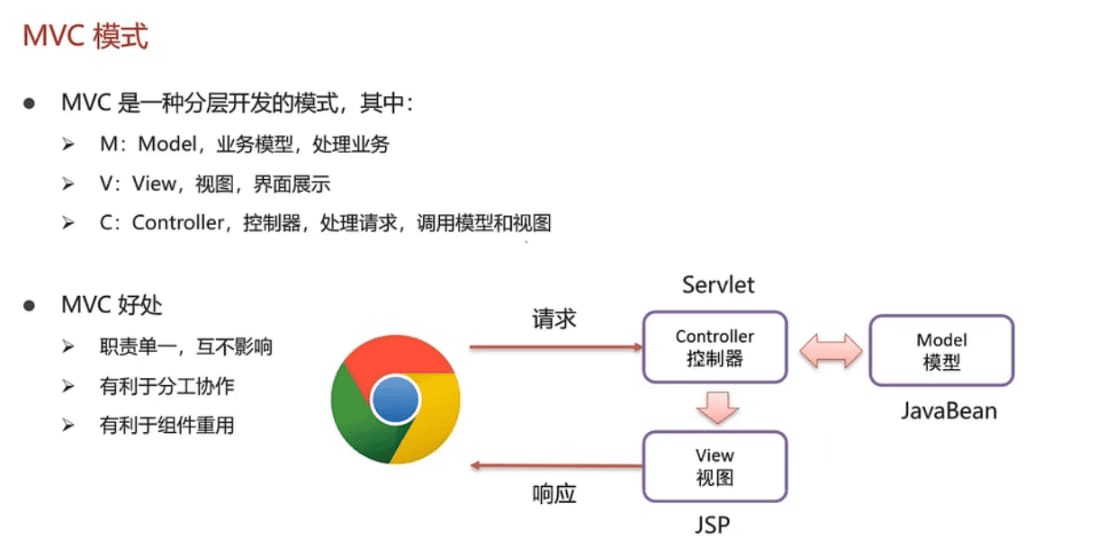 MVC 模式
● MVC 是一种分层开发的模式，其中：
➢ M：Model，业务模型，处理业务
➢ V：View，视图，界面展示
➢ C：Controller，控制器，处理请求，调用模型和视图
● MVC 好处
➢ 职责单一，互不影响
➢ 有利于分工协作
➢ 有利于组件重用
请求
响应
Servlet
Controller
控制器
Model
模型
JavaBean
View
视图
JSP